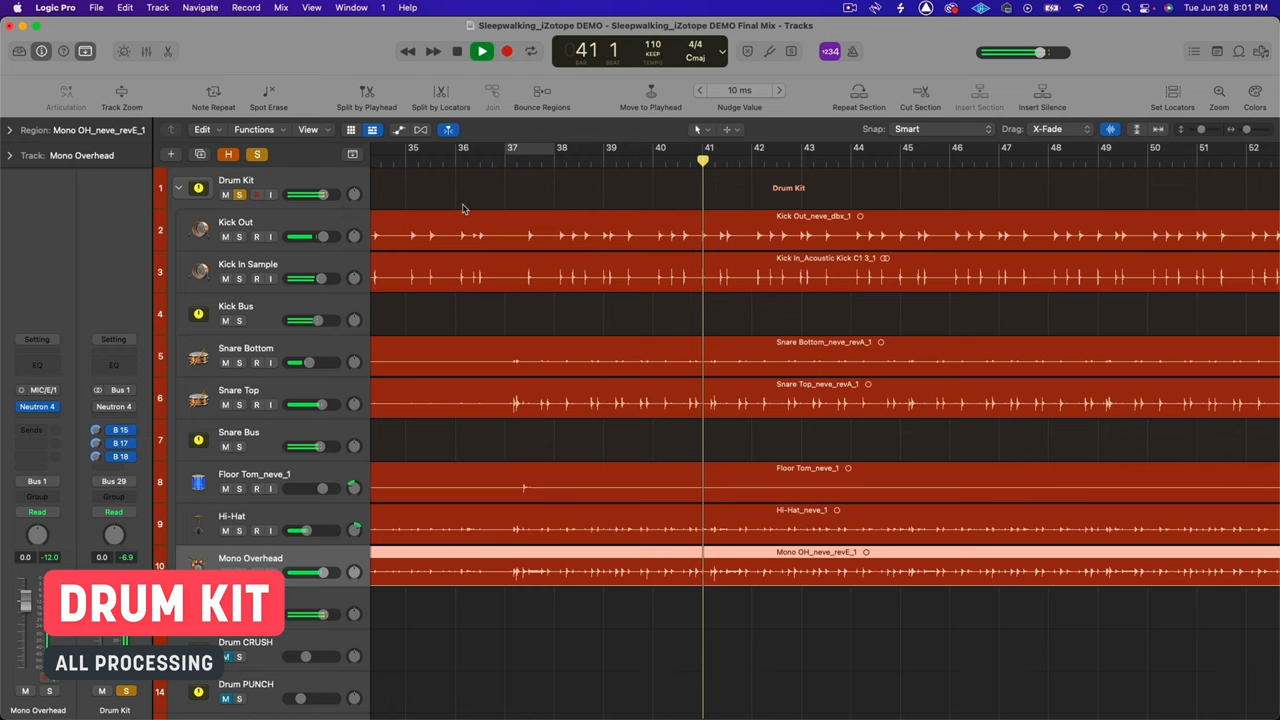 Logic Pro File Edit Track Navigate Record Mix View Window 1 Help Tue Jun 28 8:01 PM
Sleepwalking_iZotope DEMO - Sleepwalking_iZotope DEMO Final Mix - Tracks
041 1 110 4/4
KEEP Cmaj
BAR BEAT TEMPO
1234
Articulation Track Zoom Note Repeat Spot Erase Split by Playhead Split by Locators Join Bounce Regions Move to Playhead 10 ms Nudge Value Repeat Section Cut Section Insert Section Insert Silence Set Locators Zoom Colors
Region: Mono OH_neve_revE_1 Edit Functions View Snap: Smart Drag: X-Fade
Track: Mono Overhead H S 35 36 37 38 39 40 41 42 43 44 45 46 47 48 49 50 51 52
1 Drum Kit Drum Kit
M S R I
2 Kick Out Kick Out_neve_dbx_1
M S R I
3 Kick In Sample Kick In_Acoustic Kick C1 3_1
M S R I
4 Kick Bus
M S
5 Snare Bottom Snare Bottom_neve_revA_1
M S R I
6 Snare Top Snare Top_neve_revA_1
M S R I
7 Snare Bus
M S
8 Floor Tom_neve_1 Floor Tom_neve_1
M S R I
9 Hi-Hat Hi-Hat_neve_1
M S R I
10 Mono Overhead Mono OH_neve_revE_1
Drum CRUSH
M S
14 Drum PUNCH
M S
Setting Setting
EQ EQ
MIC/E/1 Bus 1
Neutron 4 Neutron 4
Sends B 15
B 17
B 18
Bus 1 Bus 29
Group Group
Read Read
0.0 -12.0 0.0 -6.9
DRUM KIT
ALL PROCESSING
M S M S
Mono Overhead Drum Kit